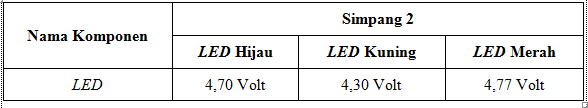 Nama Komponen
Simpang 2
LED Hijau
LED Kuning
LED Merah
LED
4,70 Volt
4,30 Volt
4,77 Volt